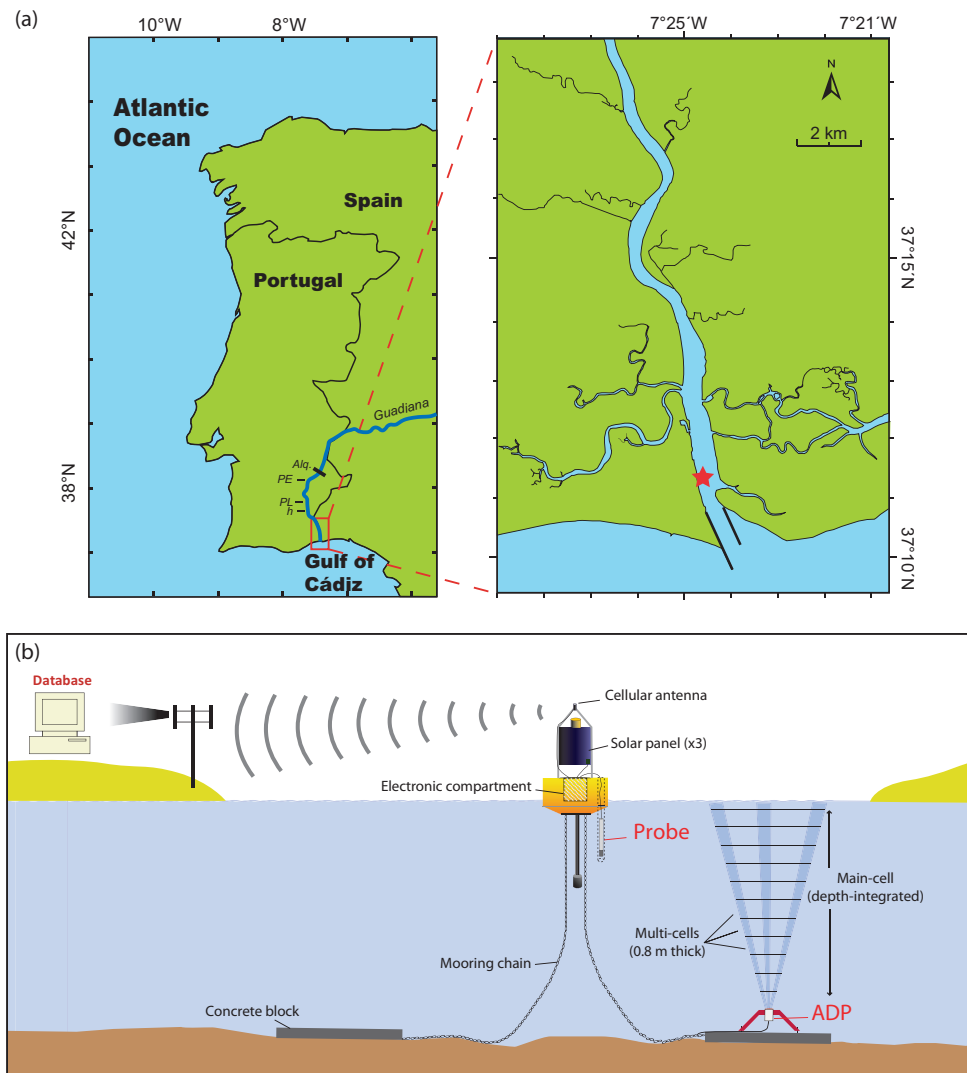 (a)
10°W
8°W
7°25´W
7°21´W
Atlantic
Ocean
N
2 km
Spain
42°N
Portugal
37°15´N
Guadiana
Alq.
PE
38°N
PL
h
Gulf of
Cádiz
37°10´N
(b)
Database
Cellular antenna
Solar panel (x3)
Electronic compartment
Probe
Main-cell
(depth-integrated)
Multi-cells
(0.8 m thick)
Mooring chain
Concrete block
ADP